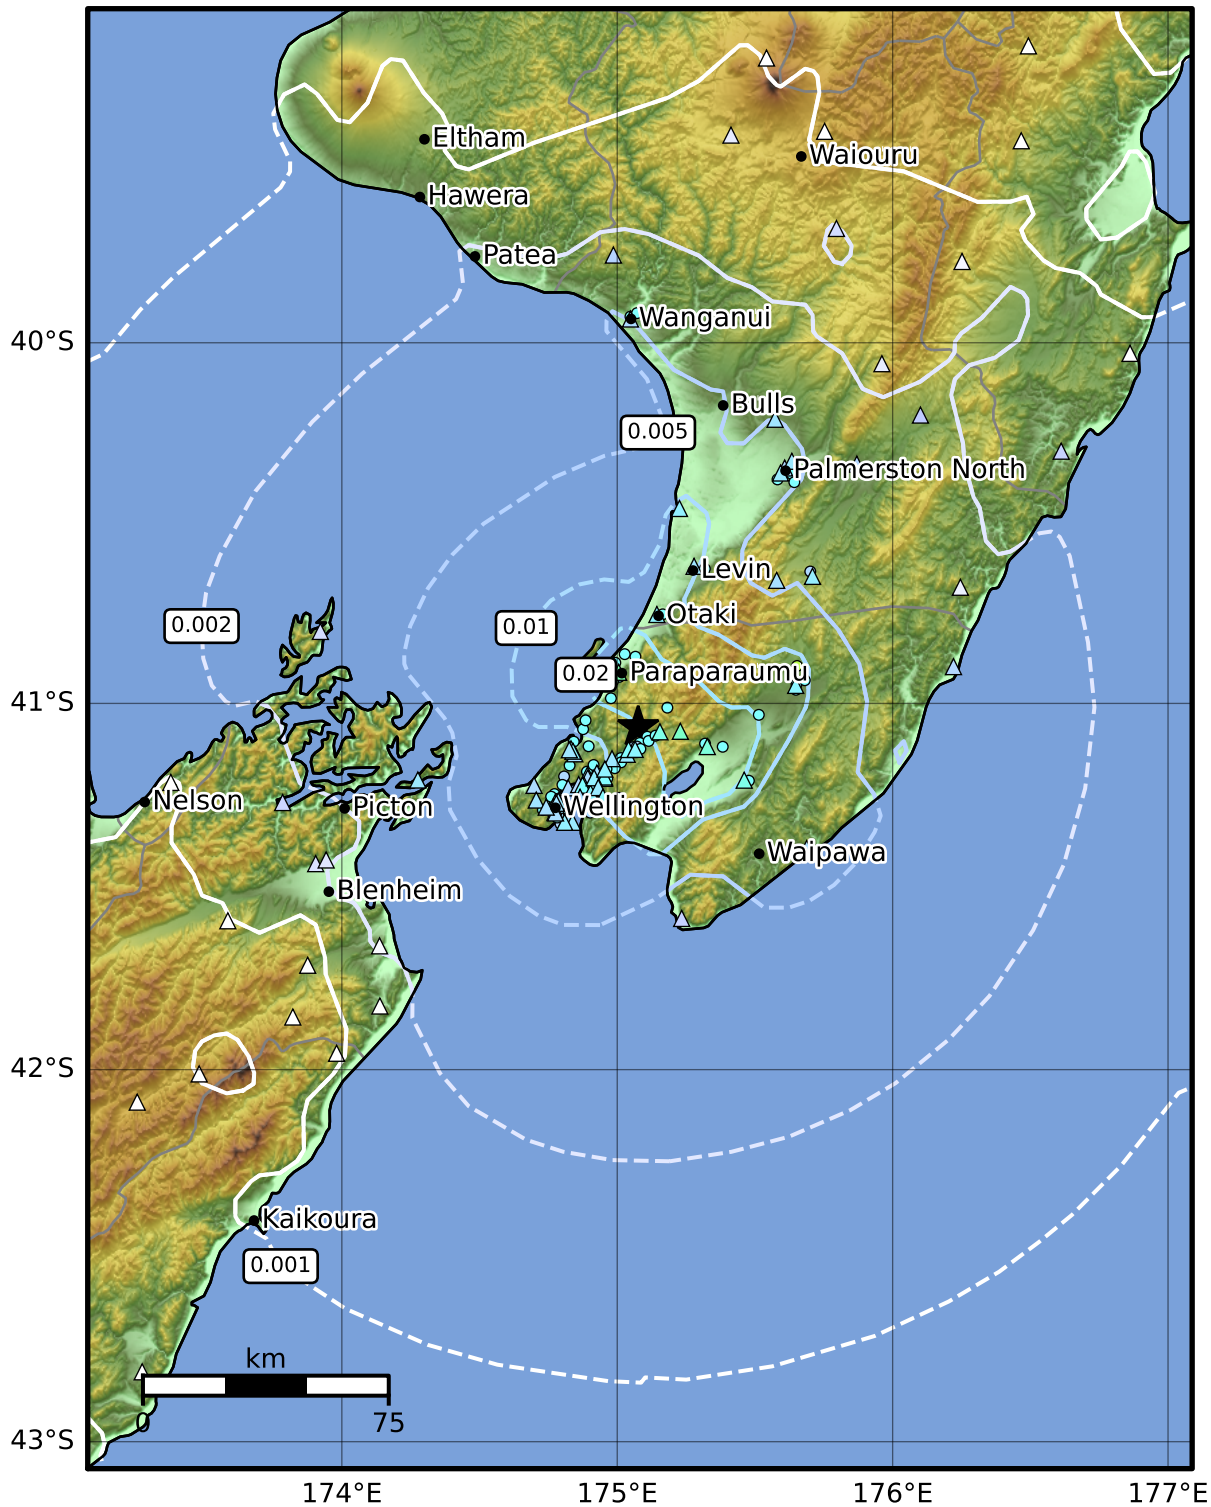 Eltham
Waiouru
Hawera
Patea
Wanganui
40°S
Bulls
0.005
Palmerston North
Levin
Otaki
0.002
0.01
0.02
Paraparaumu
41°S
Nelson
Picton
Wellington
Waipawa
Blenheim
42°S
Kaikoura
0.001
km
0
75
43°S
174°E
175°E
176°E
177°E